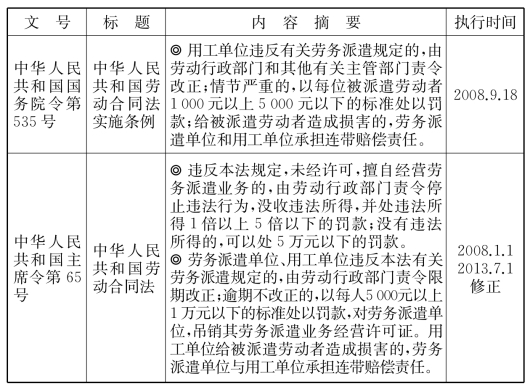 文 号
标 题
内 容 摘 要
执行时间
中华人民
共和国国
务院令第
535号
中华人民
共和国劳
动合同法
实施条例
◎ 用工单位违反有关劳务派遣规定的,由
劳动行政部门和其他有关主管部门责令
改正;情节严重的,以每位被派遣劳动者
1 000元以上5 000元以下的标准处以罚
款;给被派遣劳动者造成损害的,劳务派
遣单位和用工单位承担连带赔偿责任。
2008.9.18
中华人民
共和国主
席令第65
号
中华人民
共和国劳
动合同法
◎ 违反本法规定,未经许可,擅自经营劳
务派遣业务的,由劳动行政部门责令停
止违法行为,没收违法所得,并处违法所
得1倍以上5倍以下的罚款;没有违法
所得的,可以处5万元以下的罚款。
◎ 劳务派遣单位、用工单位违反本法有关
劳务派遣规定的,由劳动行政部门责令限
期改正;逾期不改正的,以每人5 000元以上
1万元以下的标准处以罚款,对劳务派遣单
位,吊销其劳务派遣业务经营许可证。用
工单位给被派遣劳动者造成损害的,劳务
派遣单位与用工单位承担连带赔偿责任。
2008.1.1
2013.7.1
修正